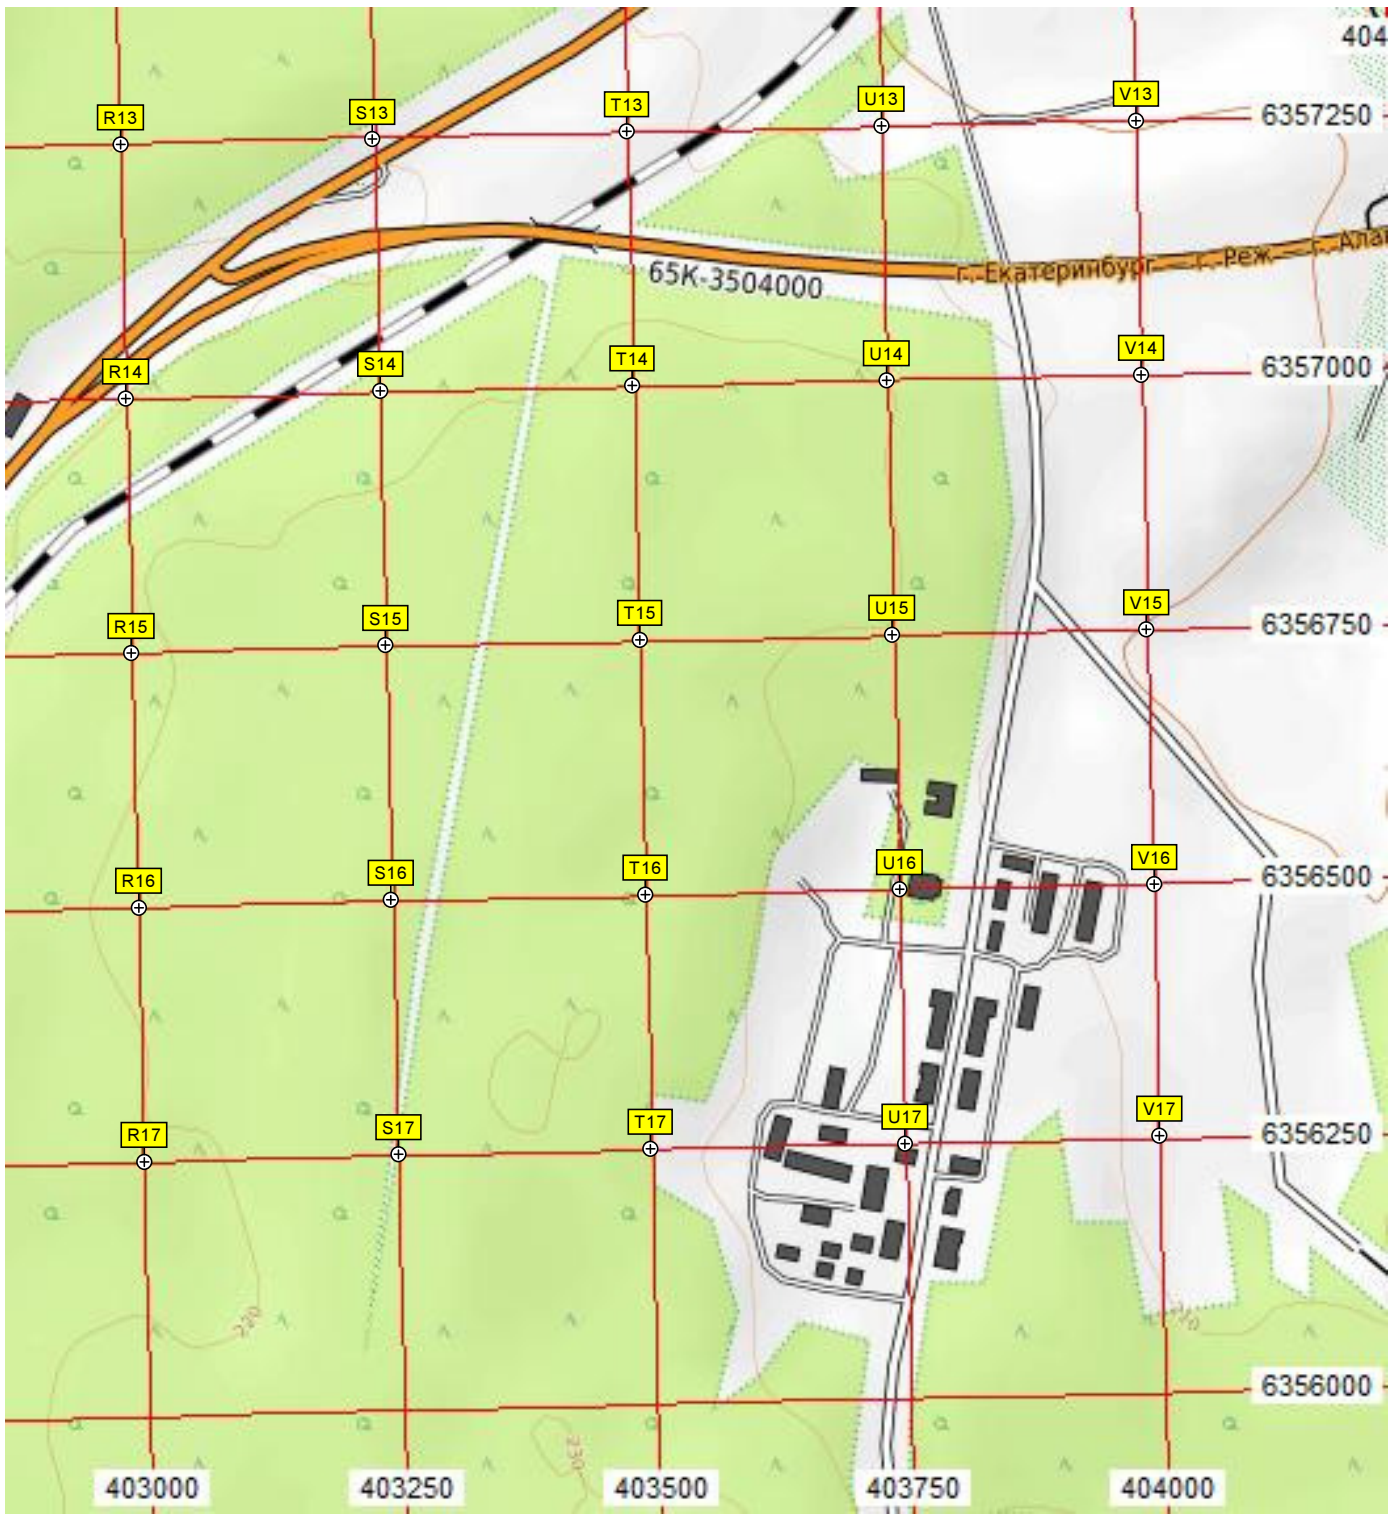 404
R13 S13 T13 U13 V13 6357250
65K-3504000 г. Екатеринбург г. Реж г. Алап
R14 S14 T14 U14 V14 6357000
R15 S15 T15 U15 V15 6356750
R16 S16 T16 U16 V16 6356500
R17 S17 T17 U17 V17 6356250
220
6356000
230
403000 403250 403500 403750 404000